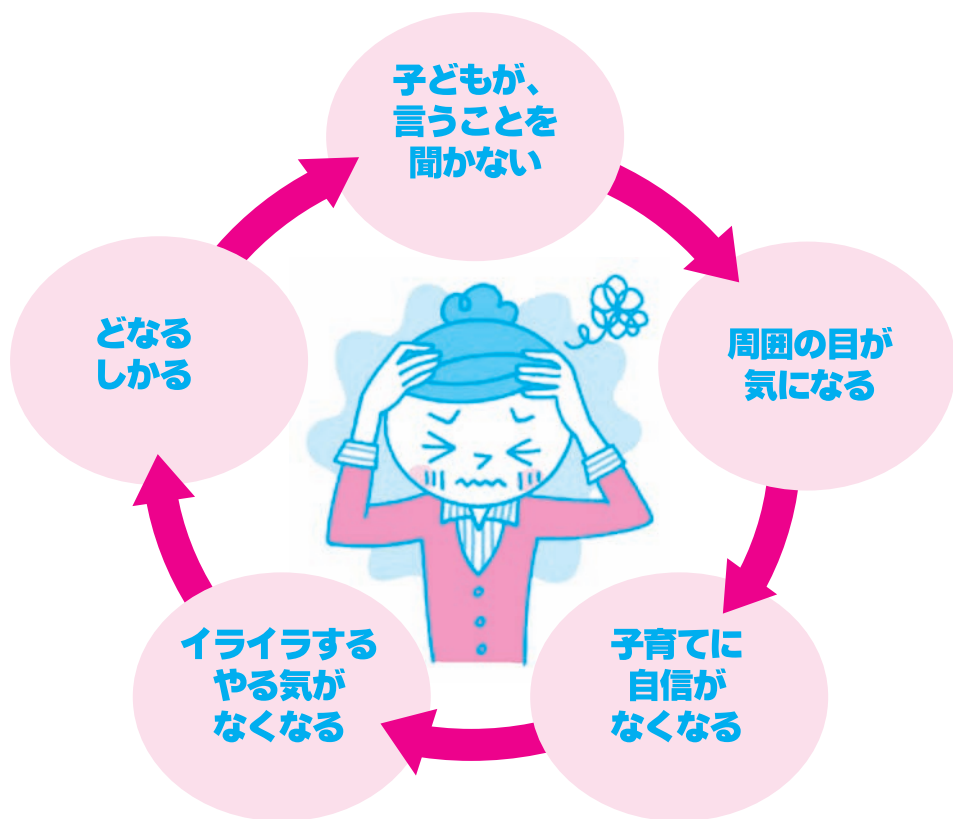 子どもが、
言うことを
聞かない
周囲の目が
気になる
子育てに
自信が
なくなる
イライラする
やる気が
なくなる
どなる
しかる